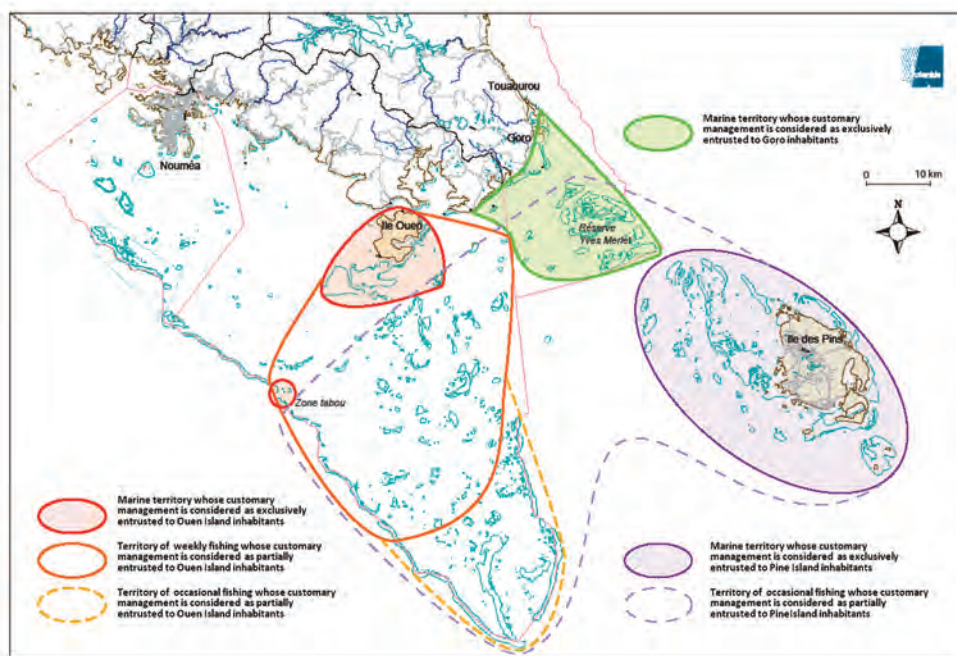 Touaourou
Goro
Marine territory whose customary
management is considered as exclusively
entrusted to Goro inhabitants
0 10 km
N
Nouméa
Ile Ouen
Réserve
Yves Merlet
Ile des Pins
Zone tabou
Marine territory whose customary
management is considered as exclusively
entrusted to Ouen Island inhabitants
Territory of weekly fishing whose customary
management is considered as partially
entrusted to Ouen Island inhabitants
Territory of occasional fishing whose customary
management is considered as partially
entrusted to Ouen Island inhabitants
Marine territory whose customary
management is considered as exclusively
entrusted to Pine Island inhabitants
Territory of occasional fishing whose customary
management is considered as partially
entrusted to Pine Island inhabitants